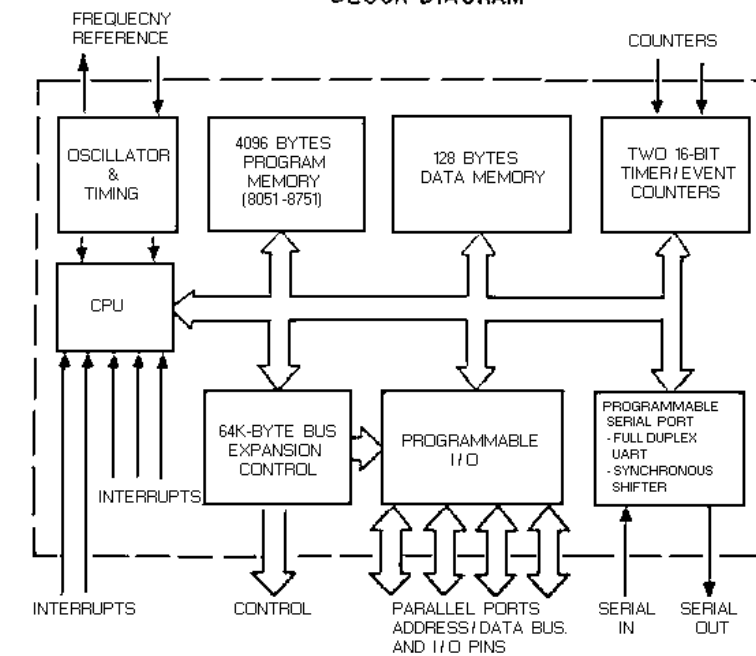 BLOCK DIAGRAM
FREQUECNY
REFERENCE
COUNTERS
OSCILLATOR
&
TIMING
4096 BYTES
PROGRAM
MEMORY
(8051-8751)
128 BYTES
DATA MEMORY
TWO 16-BIT
TIMER/EVENT
COUNTERS
CPU
64K-BYTE BUS
EXPANSION
CONTROL
PROGRAMMABLE
I/O
PROGRAMMABLE
SERIAL PORT
- FULL DUPLEX
UART
- SYNCHRONOUS
SHIFTER
INTERRUPTS
INTERRUPTS
CONTROL
PARALLEL PORTS
ADDRESS/DATA BUS.
AND I/O PINS
SERIAL
IN
SERIAL
OUT